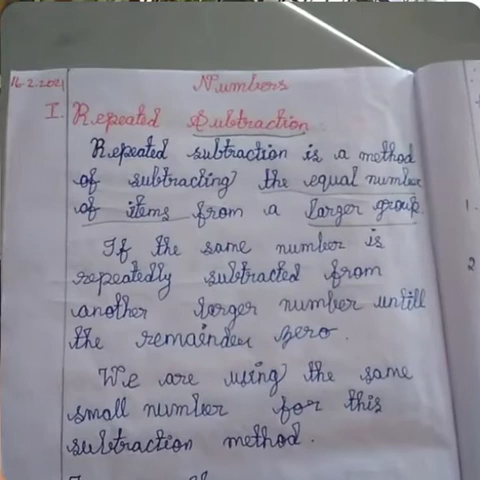 16.2.2021
Numbers
I. Repeated Subtraction
Repeated subtraction is a method
of subtracting the equal number
of items from a larger group.
If the same number is
repeatedly subtracted from
another larger number untill
the remainder zero.
We are using the same
small number for this
subtraction method.
1.
2